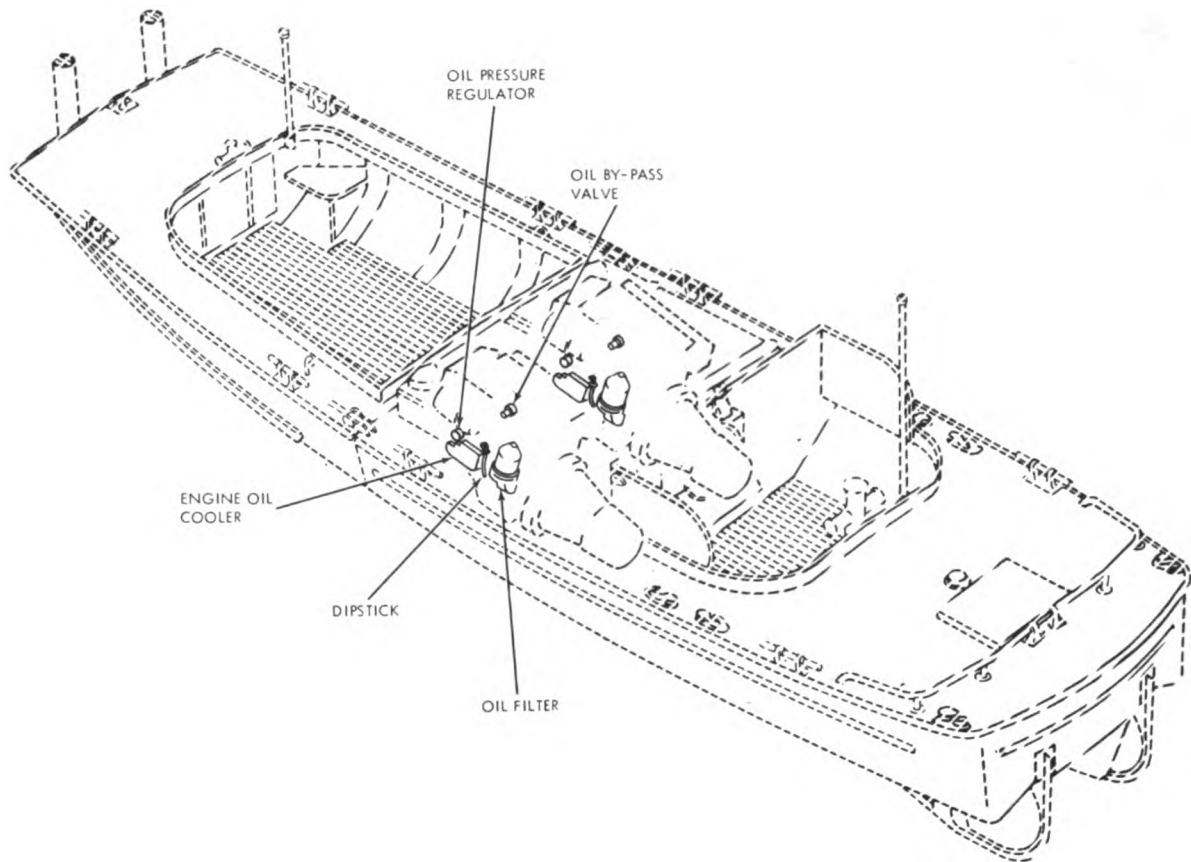 OIL PRESSURE
REGULATOR
OIL BY-PASS
VALVE
ENGINE OIL
COOLER
DIPSTICK
OIL FILTER